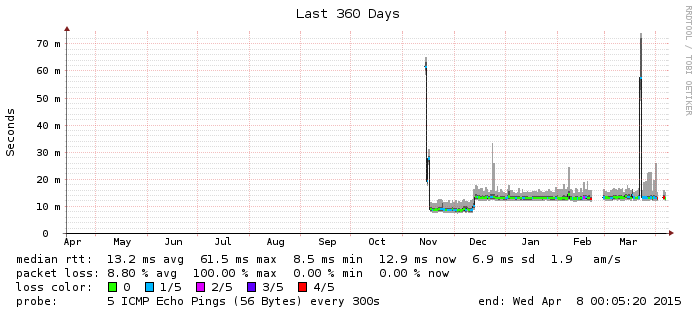 Last 360 Days
RRDTOOL / TOBI OETIKER
Seconds
70 m
60 m
50 m
40 m
30 m
20 m
10 m
0
Apr May Jun Jul Aug Sep Oct Nov Dec Jan Feb Mar
median rtt: 13.2 ms avg 61.5 ms max 8.5 ms min 12.9 ms now 6.9 ms sd 1.9 am/s
packet loss: 8.80 % avg 100.00 % max 0.00 % min 0.00 % now
loss color: 0 1/5 2/5 3/5 4/5
probe: 5 ICMP Echo Pings (56 Bytes) every 300s end: Wed Apr 8 00:05:20 2015